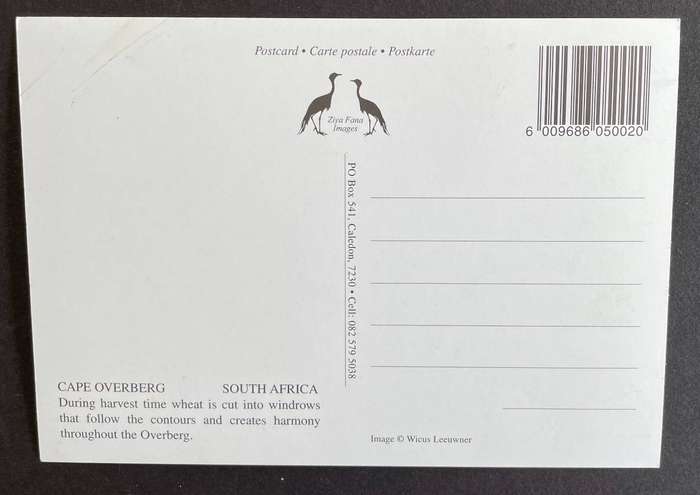 Postcard • Carte postale • Postkarte
Ziya Fana
Images
6 009686 050020
PO Box 541, Caledon, 7230 • Cell: 082 579 5038
CAPE OVERBERG SOUTH AFRICA
During harvest time wheat is cut into windrows
that follow the contours and creates harmony
throughout the Overberg.
Image © Wicus Leeuwner